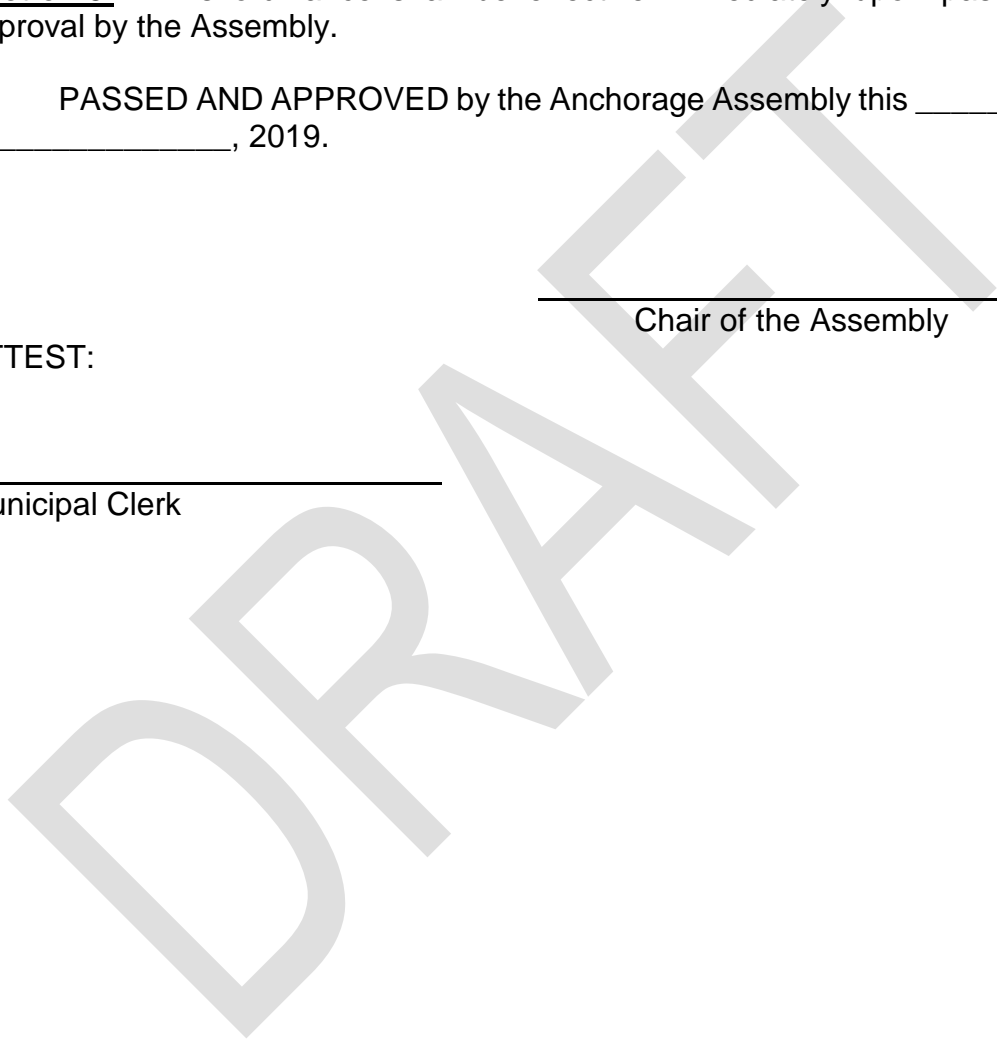 proval by the Assembly.
PASSED AND APPROVED by the Anchorage Assembly this _____
_____________, 2019.
Chair of the Assembly
TTEST:
unicipal Clerk
DRAFT